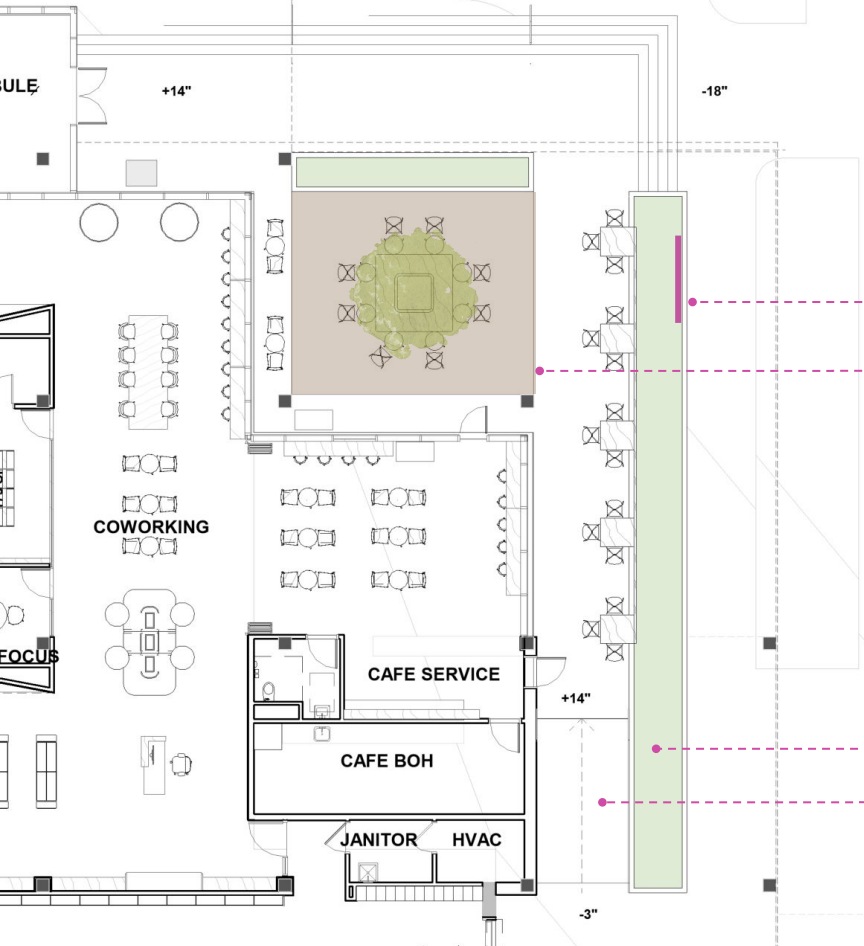 BULE
+14"
-18"
COWORKING
FOCUS
CAFE SERVICE
+14"
CAFE BOH
JANITOR
HVAC
-3"